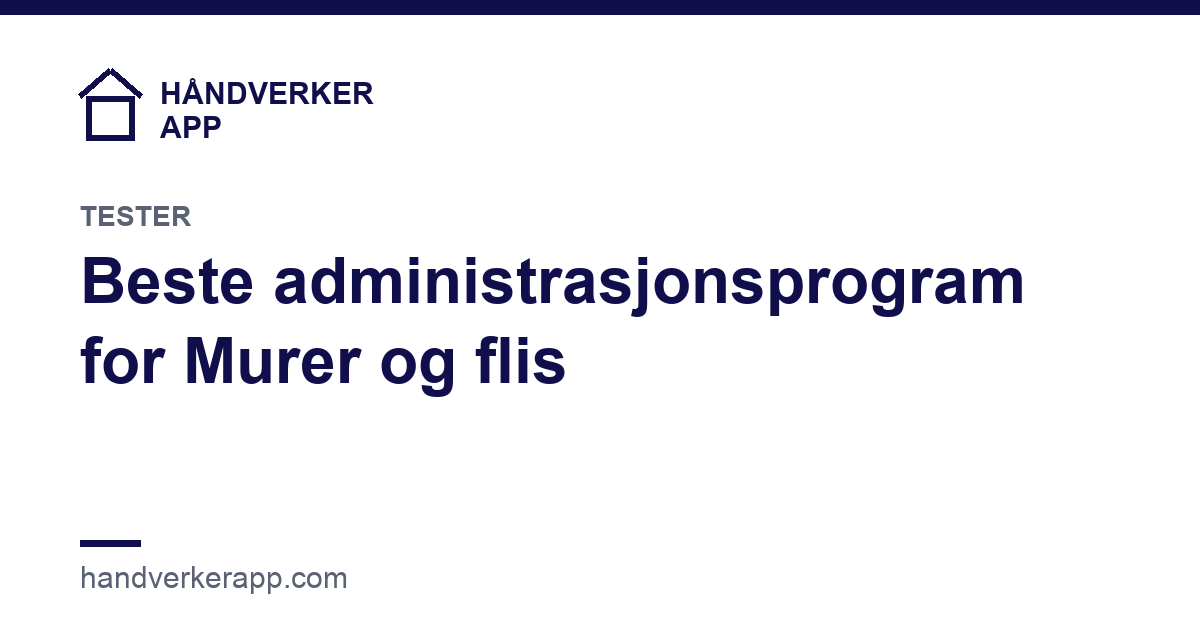 HÅNDVERKER
APP
TESTER
Beste administrasjonsprogram
for Murer og flis
handverkerapp.com